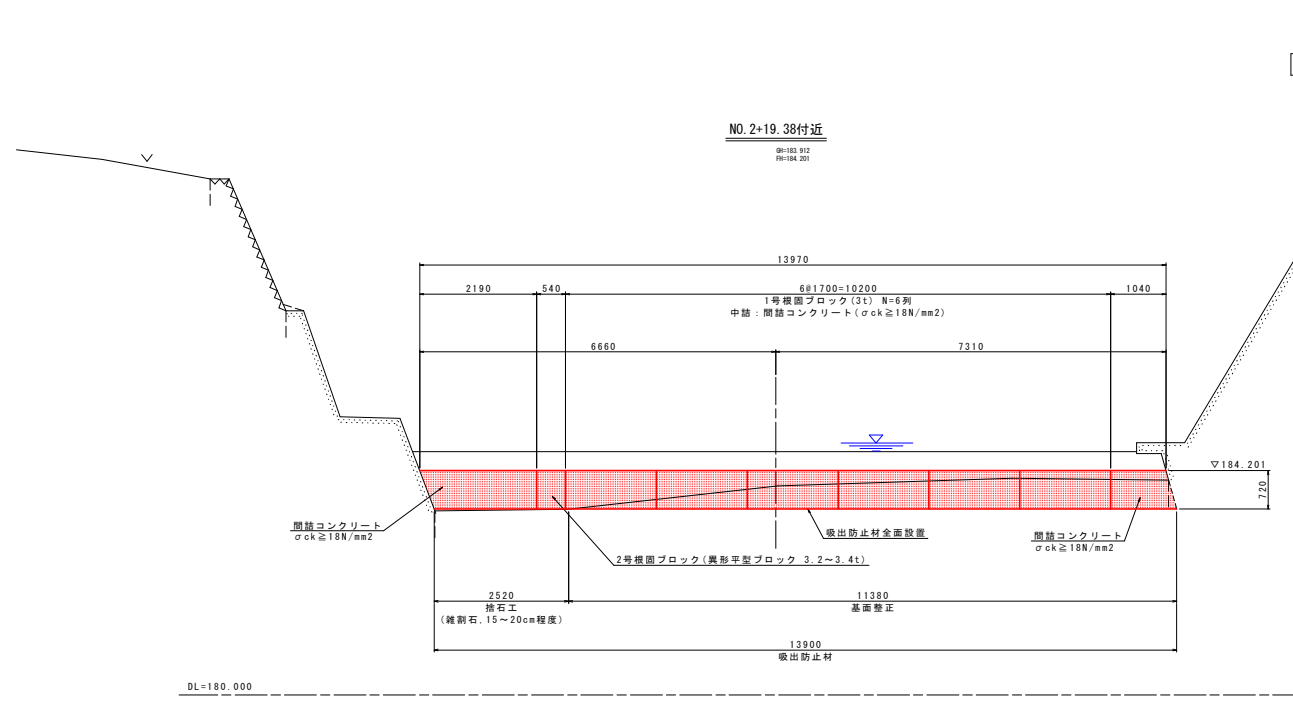 NO.2+19.38付近
GH=183.912
FH=184.201
13970
2190
540
6@1700=10200
1040
1号根固ブロック(3t) N=6列
中詰：間詰コンクリート(σck≧18N/mm2)
6660
7310
▽184.201
720
間詰コンクリート
σck≧18N/mm2
吸出防止材全面設置
間詰コンクリート
σck≧18N/mm2
2号根固ブロック(異形平型ブロック 3.2～3.4t)
2520
11380
捨石工
基面整正
(雑割石,15～20cm程度)
13900
吸出防止材
DL=180.000